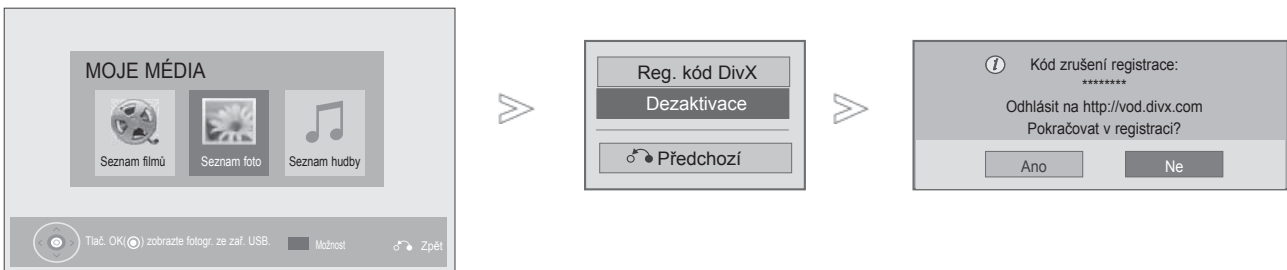 MOJE MÉDIA
Seznam filmů
Seznam foto
Seznam hudby
Tlač. OK(◉) zobrazte fotogr. ze zař. USB.
Možnost
Zpět
Reg. kód DivX
Dezaktivace
Předchozí
Kód zrušení registrace:
********
Odhlásit na http://vod.divx.com
Pokračovat v registraci?
Ano
Ne